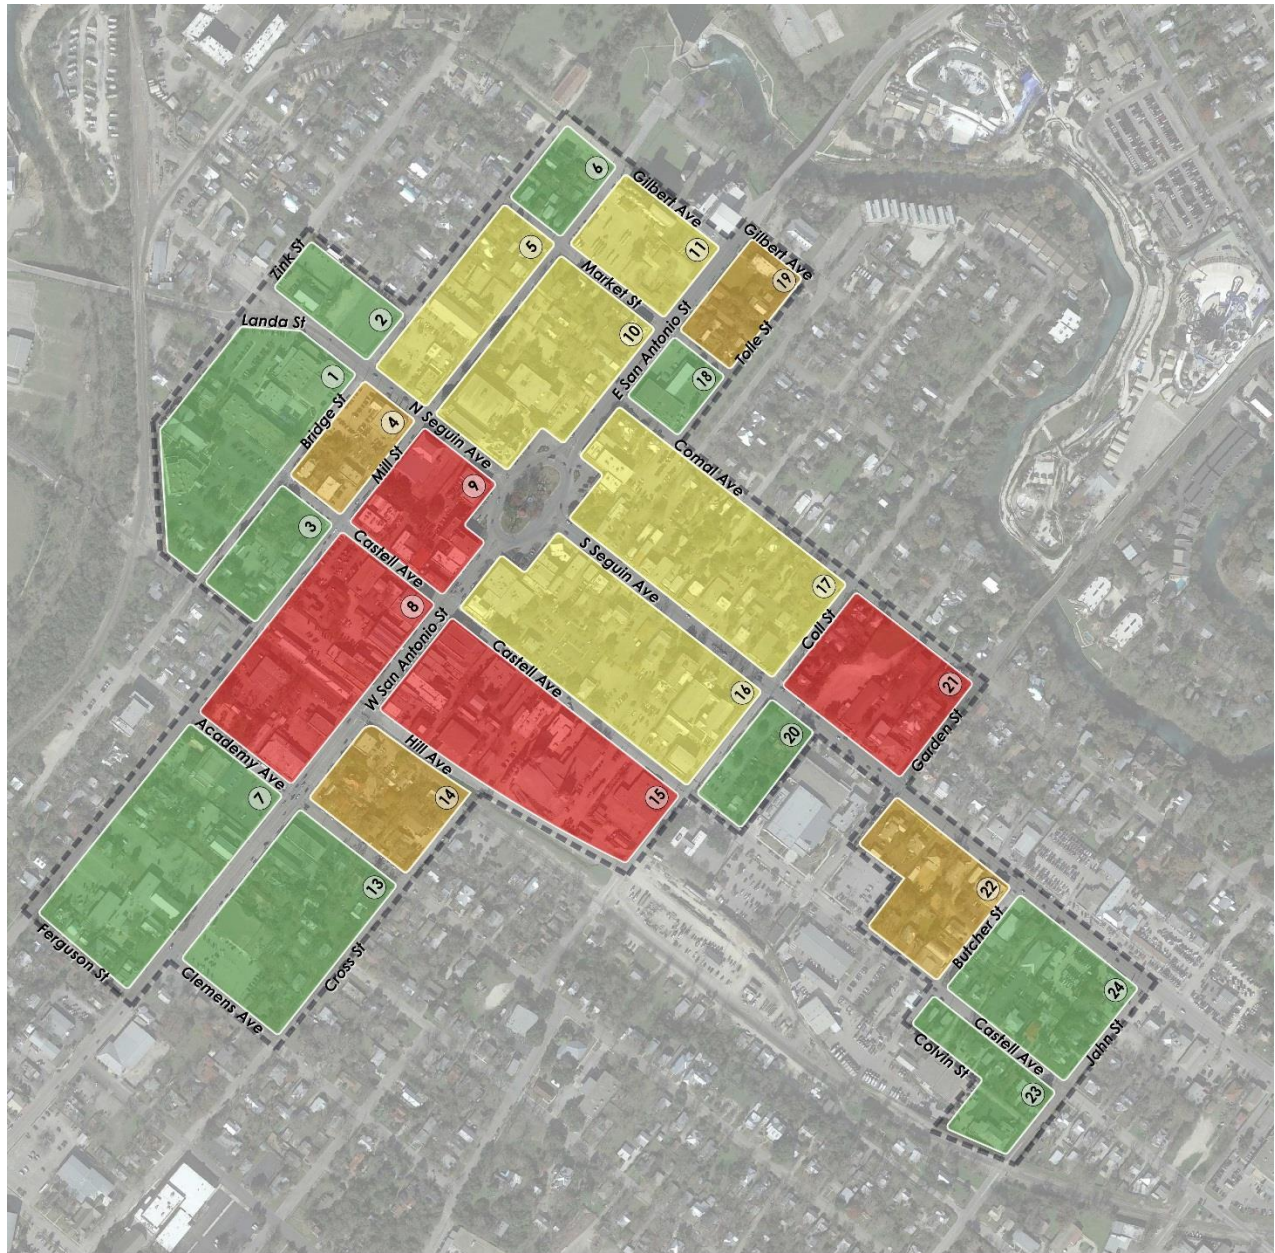 6
Gilbert Ave
5
11
Gilbert Ave
Zink St
Market St
19
2
Landa St
10
E San Antonio St
Tolle St
1
18
Bridge St
4
N Seguin Ave
Mill St
Comal Ave
9
3
Castell Ave
S Seguin Ave
17
8
W San Antonio St
Coll St
Castell Ave
16
21
Academy Ave
Hill Ave
20
Garden St
7
14
15
13
22
Ferguson St
Clemens Ave
Cross St
Butcher St
24
Castell Ave
Calvin St
Jahn St
23